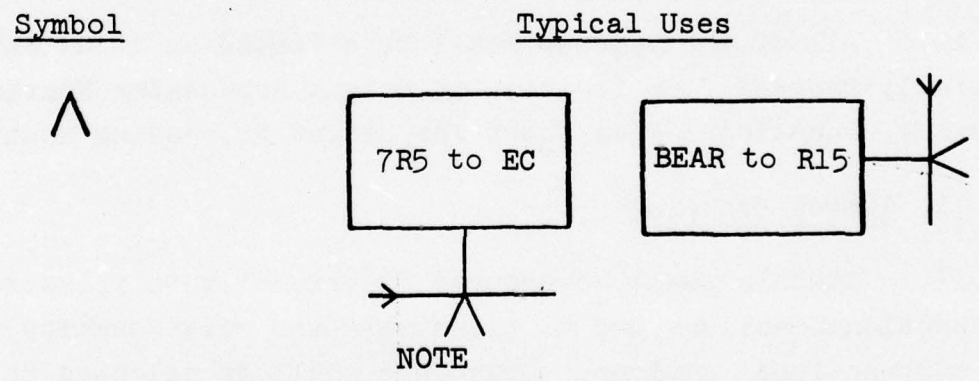 Symbol
Typical Uses
7R5 to EC
BEAR to R15
NOTE